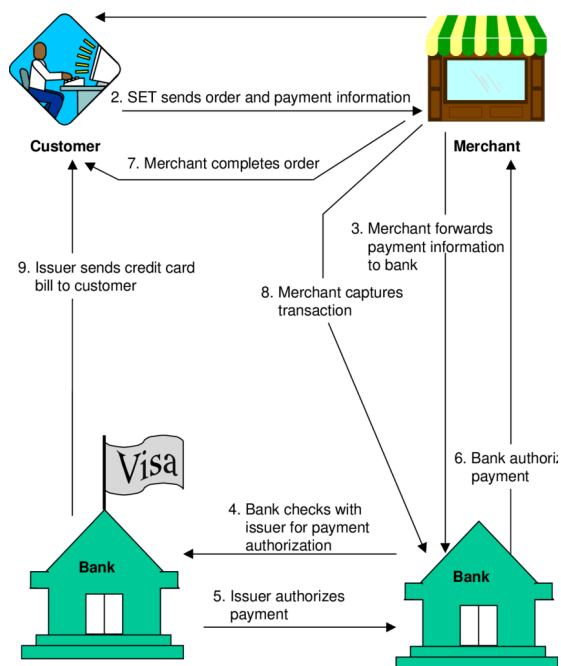 2. SET sends order and payment information
Customer
Merchant
7. Merchant completes order
3. Merchant forwards
payment information
to bank
9. Issuer sends credit card
bill to customer
8. Merchant captures
transaction
Visa
6. Bank authoriz
payment
4. Bank checks with
issuer for payment
authorization
Bank
Bank
5. Issuer authorizes
payment